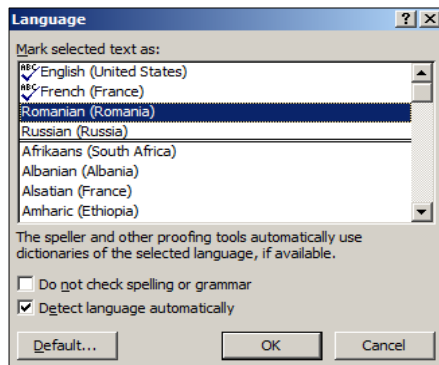 Language
Mark selected text as:
ABC English (United States)
ABC French (France)
Romanian (Romania)
Russian (Russia)
Afrikaans (South Africa)
Albanian (Albania)
Alsatian (France)
Amharic (Ethiopia)
The speller and other proofing tools automatically use
dictionaries of the selected language, if available.
Do not check spelling or grammar
Detect language automatically
Default... OK Cancel